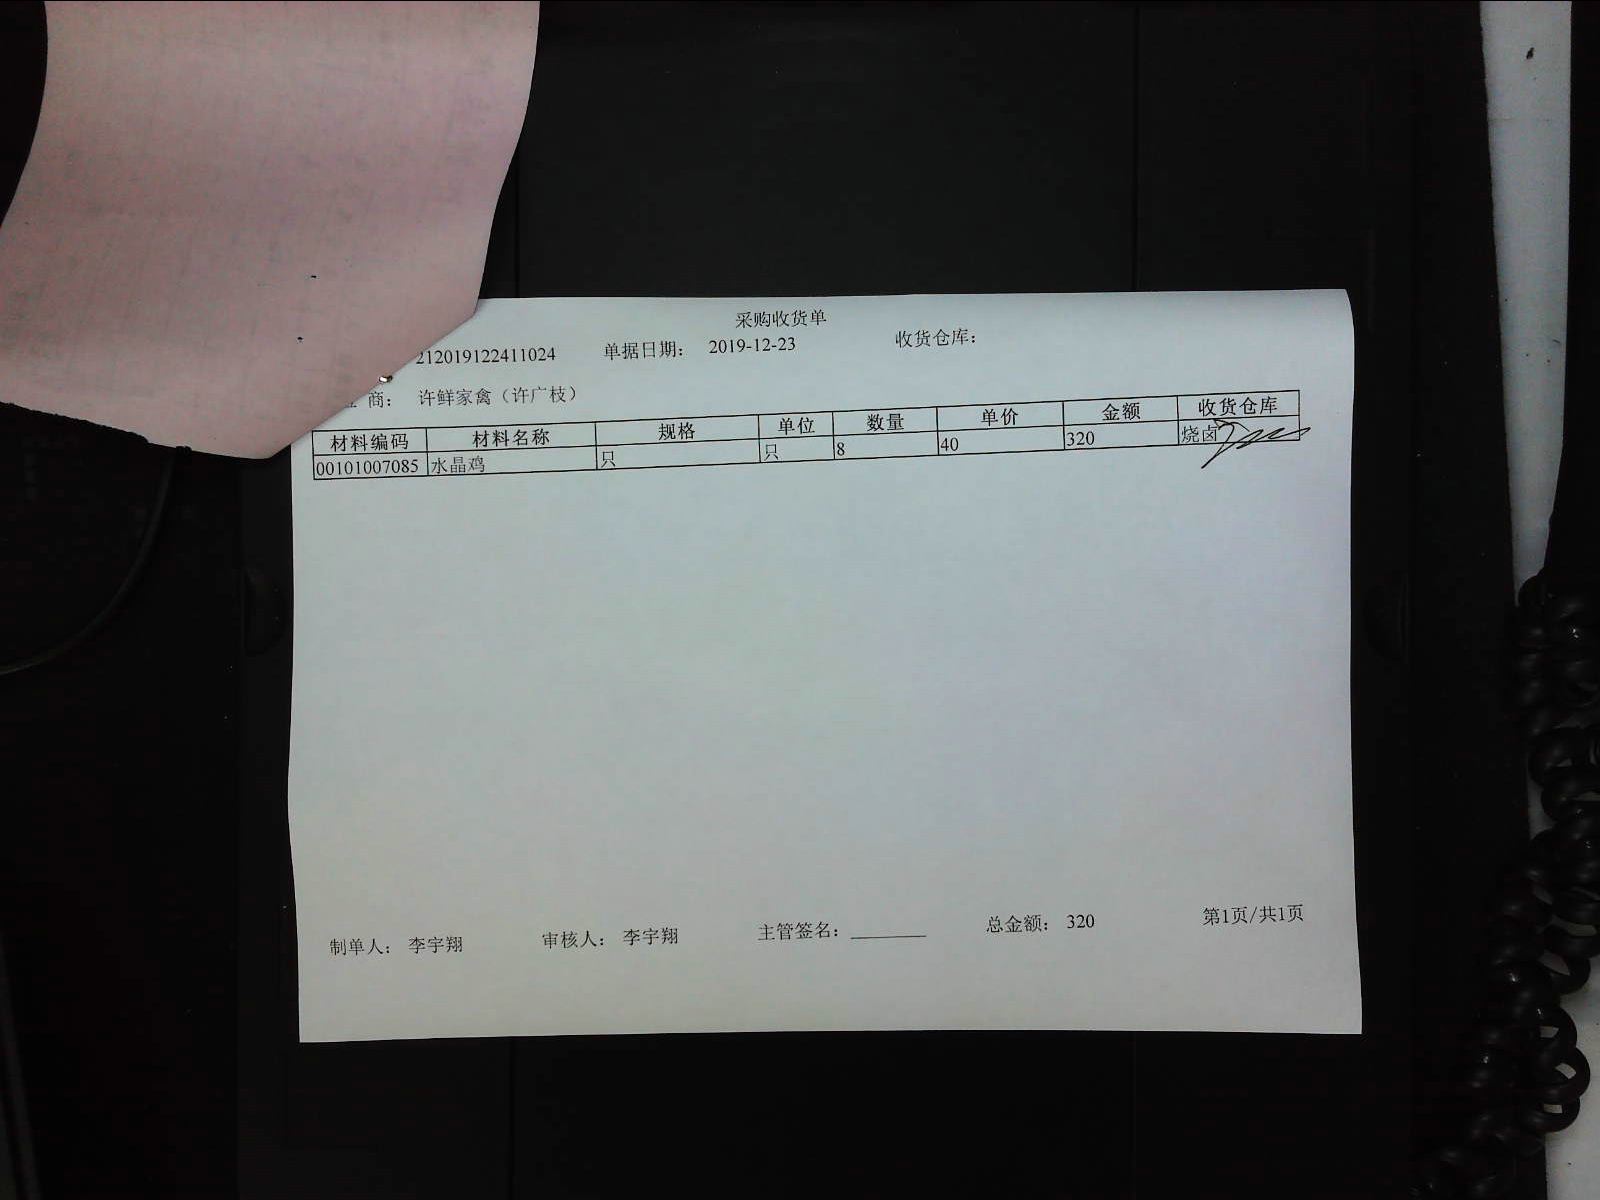 采购收货单
212019122411024 单据日期： 2019-12-23 收货仓库：
商： 许鲜家禽（许广枝）
材料编码 材料名称 规格 单位 数量 单价 金额 收货仓库
00101007085 水晶鸡 只 只 8 40 320 烧卤
制单人： 李宇翔 审核人： 李宇翔 主管签名：________ 总金额： 320 第1页/共1页